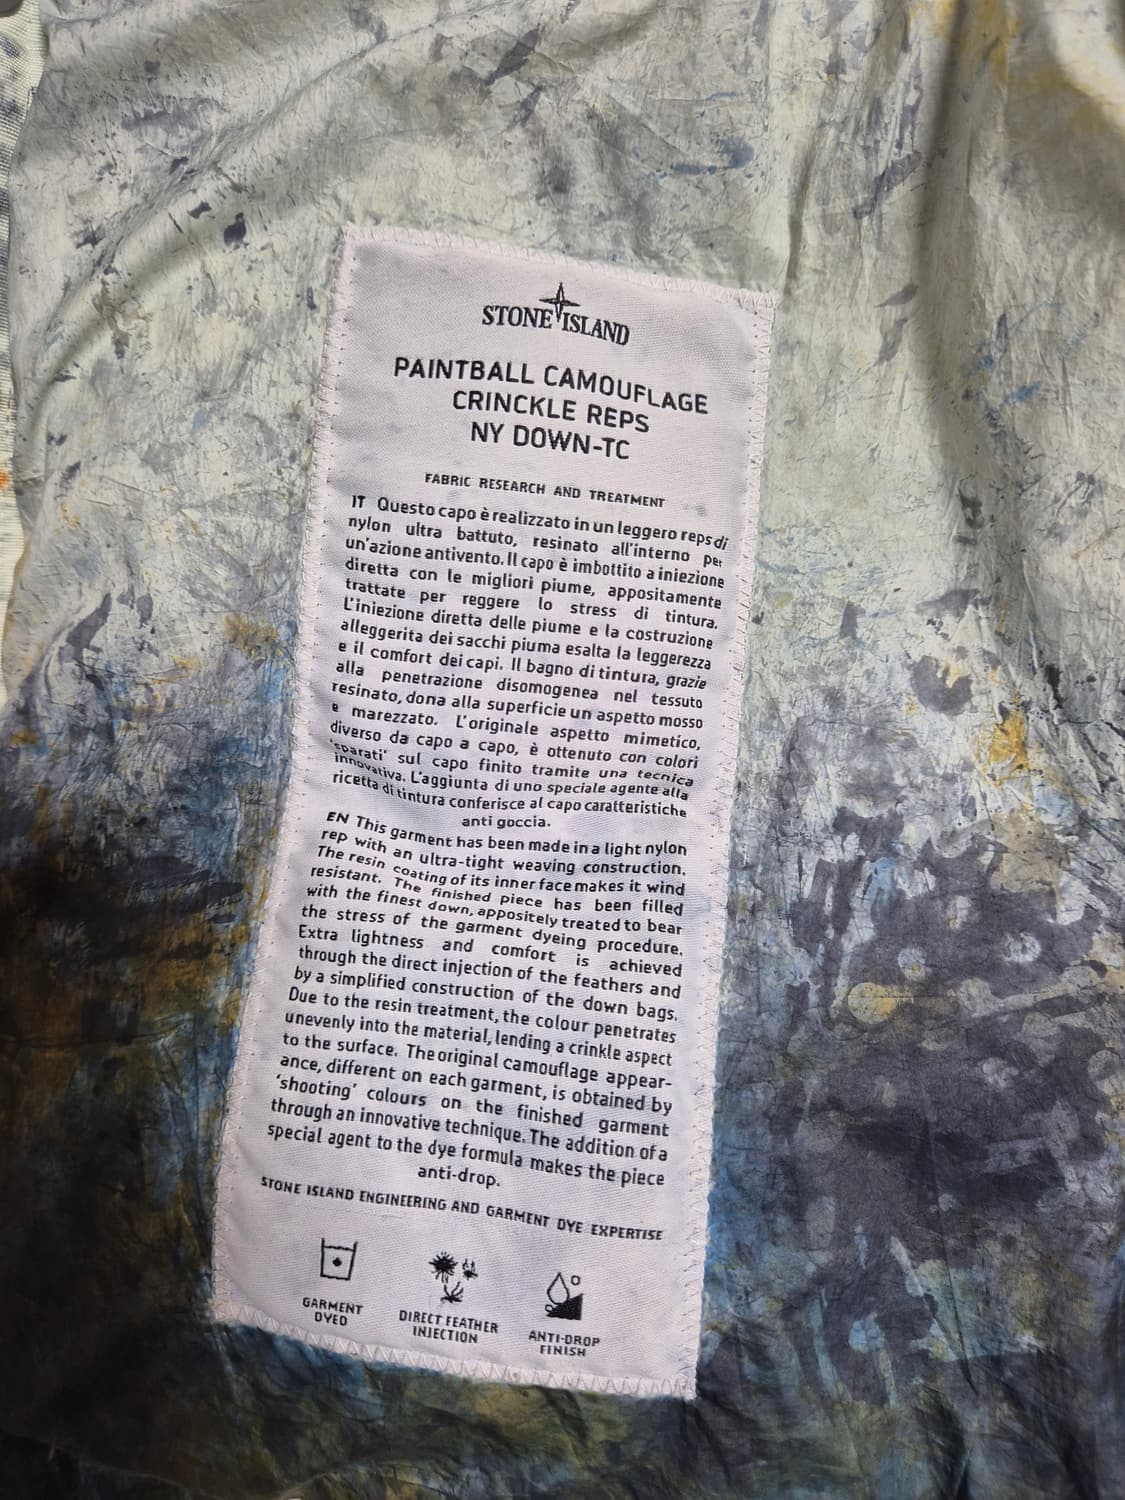 STONE ISLAND
PAINTBALL CAMOUFLAGE
CRINCKLE REPS
NY DOWN-TC
FABRIC RESEARCH AND TREATMENT
IT Questo capo è realizzato in un leggero reps di
nylon ultra battuto, resinato all'interno per
un'azione antivento. Il capo è imbottito a iniezione
diretta con le migliori piume, appositamente
trattate per reggere lo stress di tintura.
L'iniezione diretta delle piume e la costruzione
alleggerita dei sacchi piuma esalta la leggerezza
e il comfort dei capi. Il bagno di tintura, grazie
alla penetrazione disomogenea nel tessuto
resinato, dona alla superficie un aspetto mosso
e marezzato. L'originale aspetto mimetico,
diverso da capo a capo, è ottenuto con colori
'sparati' sul capo finito tramite una tecnica
innovativa. L'aggiunta di uno speciale agente alla
ricetta di tintura conferisce al capo caratteristiche
anti goccia.
EN This garment has been made in a light nylon
rep with an ultra-tight weaving construction.
The resin coating of its inner face makes it wind
resistant. The finished piece has been filled
with the finest down, appositely treated to bear
the stress of the garment dyeing procedure.
Extra lightness and comfort is achieved
through the direct injection of the feathers and
by a simplified construction of the down bags.
Due to the resin treatment, the colour penetrates
unevenly into the material, lending a crinkle aspect
to the surface. The original camouflage appear-
ance, different on each garment, is obtained by
'shooting' colours on the finished garment
through an innovative technique. The addition of a
special agent to the dye formula makes the piece
anti-drop.
STONE ISLAND ENGINEERING AND GARMENT DYE EXPERTISE
GARMENT
DYED
DIRECT FEATHER
INJECTION
ANTI-DROP
FINISH